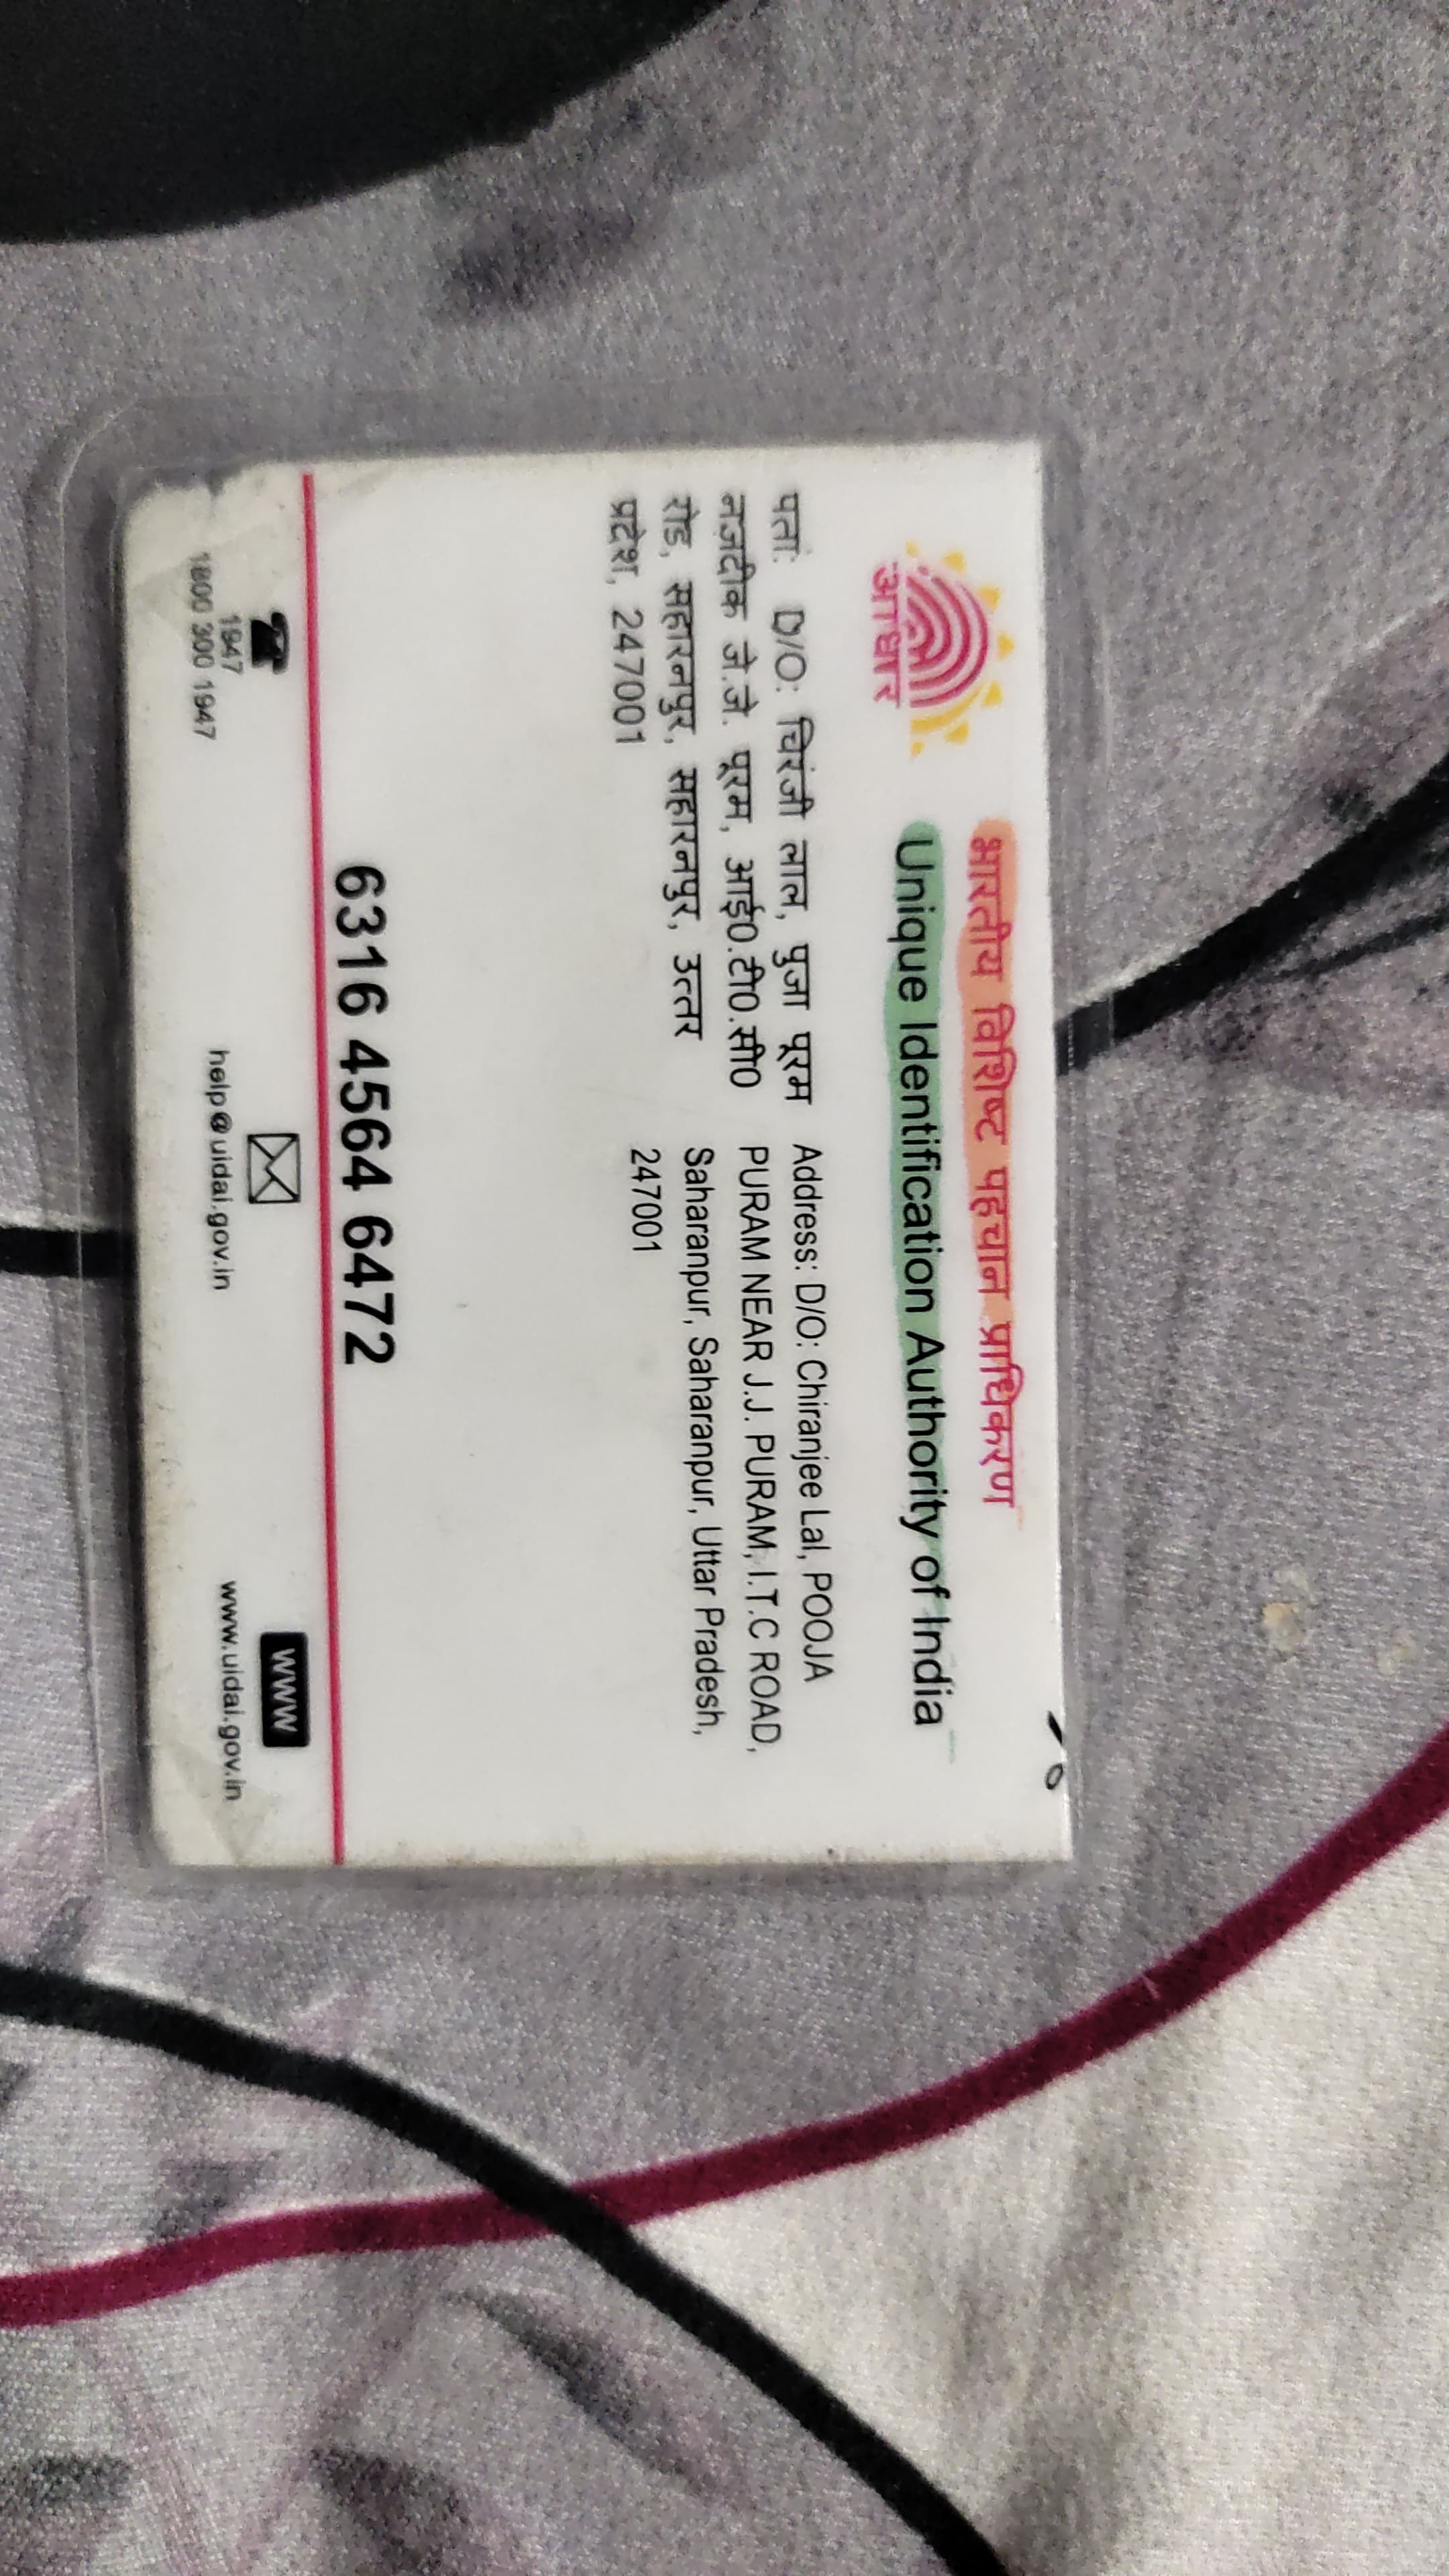 भारतीय विशिष्ट पहचान प्राधिकरण
Unique Identification Authority of India
आधार
पता: D/O: चिरंजी लाल, पुजा पूरम
नजदीक जे.जे. पूरम, आई0.टी0.सी0
रोड, सहारनपुर, सहारनपुर, उत्तर
प्रदेश, 247001
Address: D/O: Chiranjee Lal, POOJA
PURAM NEAR J.J. PURAM, I.T.C ROAD,
Saharanpur, Saharanpur, Uttar Pradesh,
247001
6316 4564 6472
1947
1800 300 1947
help@uidai.gov.in
WWW
www.uidai.gov.in